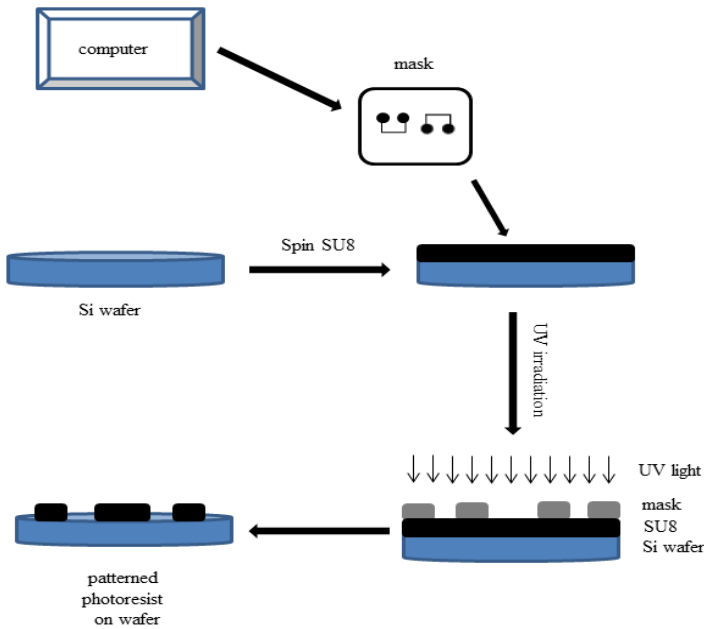 computer
mask
Spin SU8
Si wafer
UV irradiation
UV light
mask
SU8
Si wafer
patterned
photoresist
on wafer